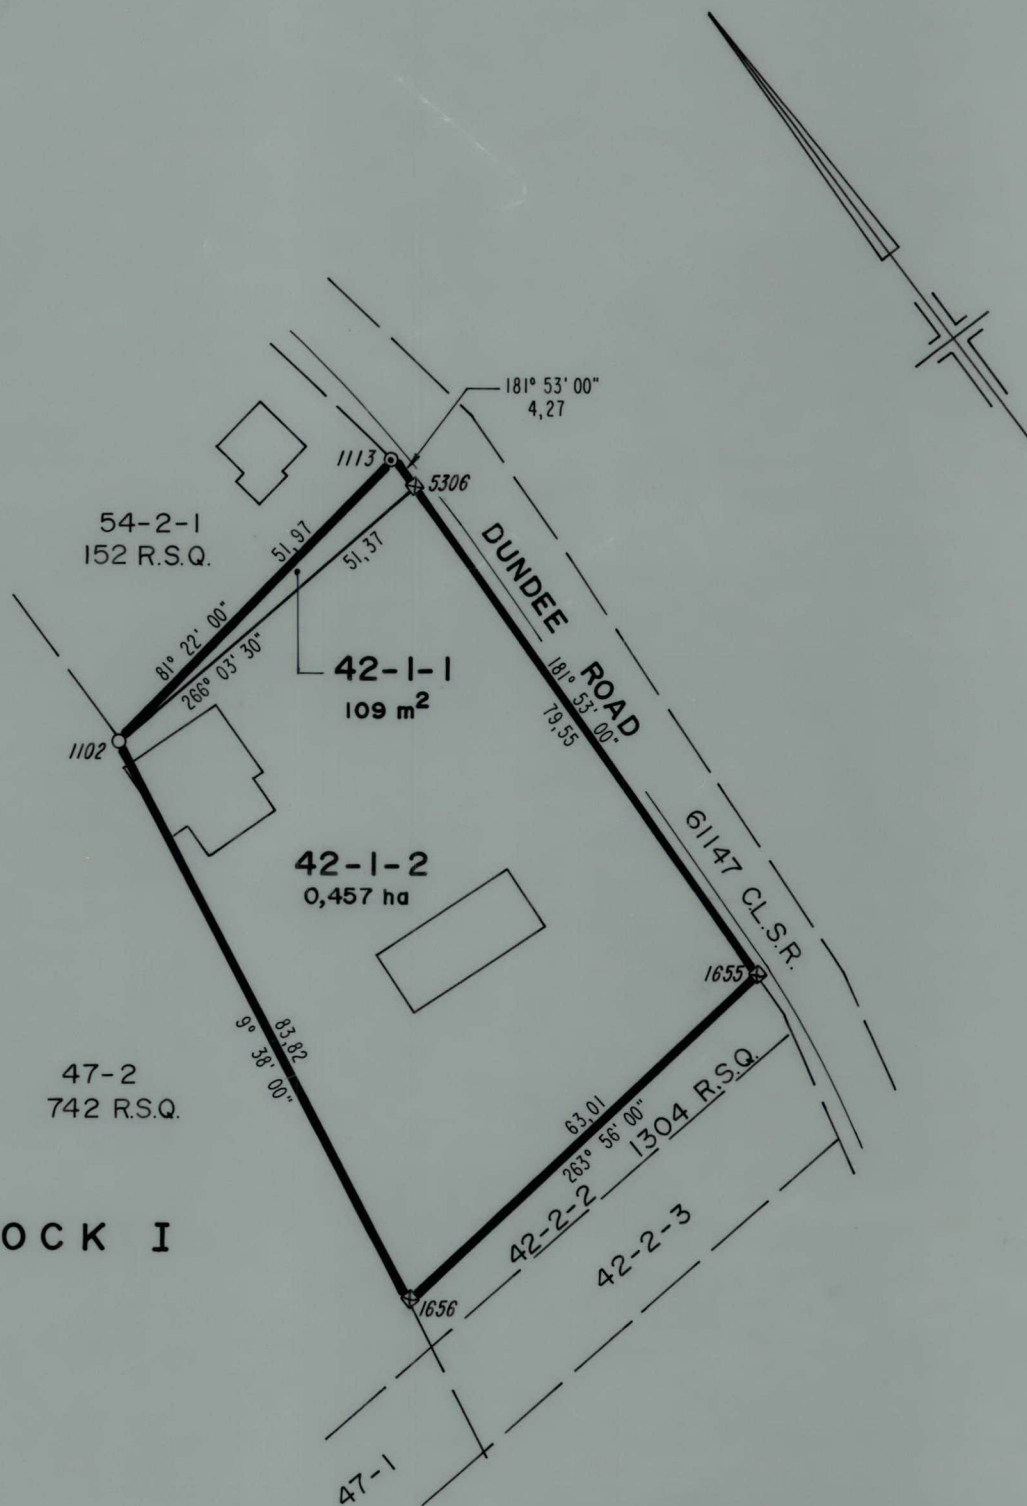 181° 53' 00"
4,27
1113
5306
54-2-1
152 R.S.Q.
51,97
51,37
DUNDEE ROAD
81° 22' 00"
266° 03' 30"
42-1-1
109 m²
181° 53' 00"
79,55
1102
61147 C.L.S.R.
42-1-2
0,457 ha
1655
83,82
9° 38' 00"
47-2
742 R.S.Q.
63,01
263° 56' 00"
1304 R.S.Q.
42-2-2
42-2-3
OCK I
1656
47-1